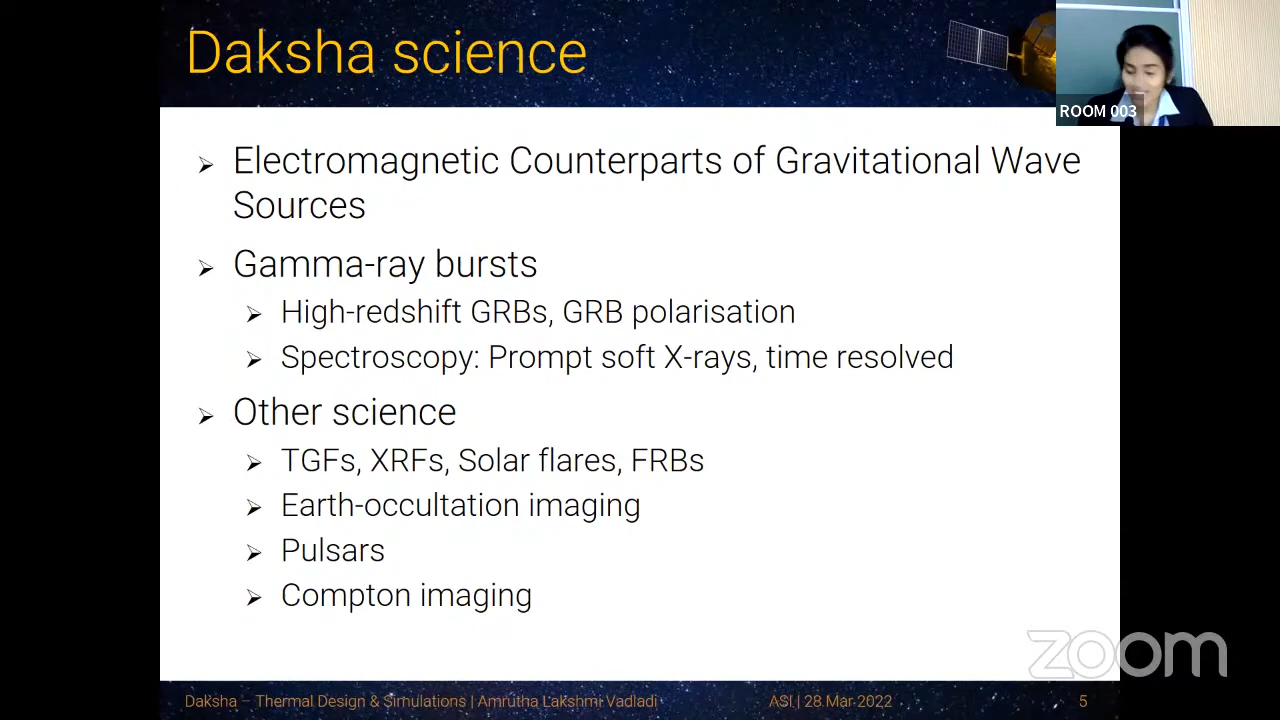 Daksha science
ROOM 003
Electromagnetic Counterparts of Gravitational Wave
Sources
Gamma-ray bursts
High-redshift GRBs, GRB polarisation
Spectroscopy: Prompt soft X-rays, time resolved
Other science
TGFs, XRFs, Solar flares, FRBs
Earth-occultation imaging
Pulsars
Compton imaging
zoom
Daksha – Thermal Design & Simulations | Amrutha Lakshmi Vadladi ASI | 28 Mar 2022 5